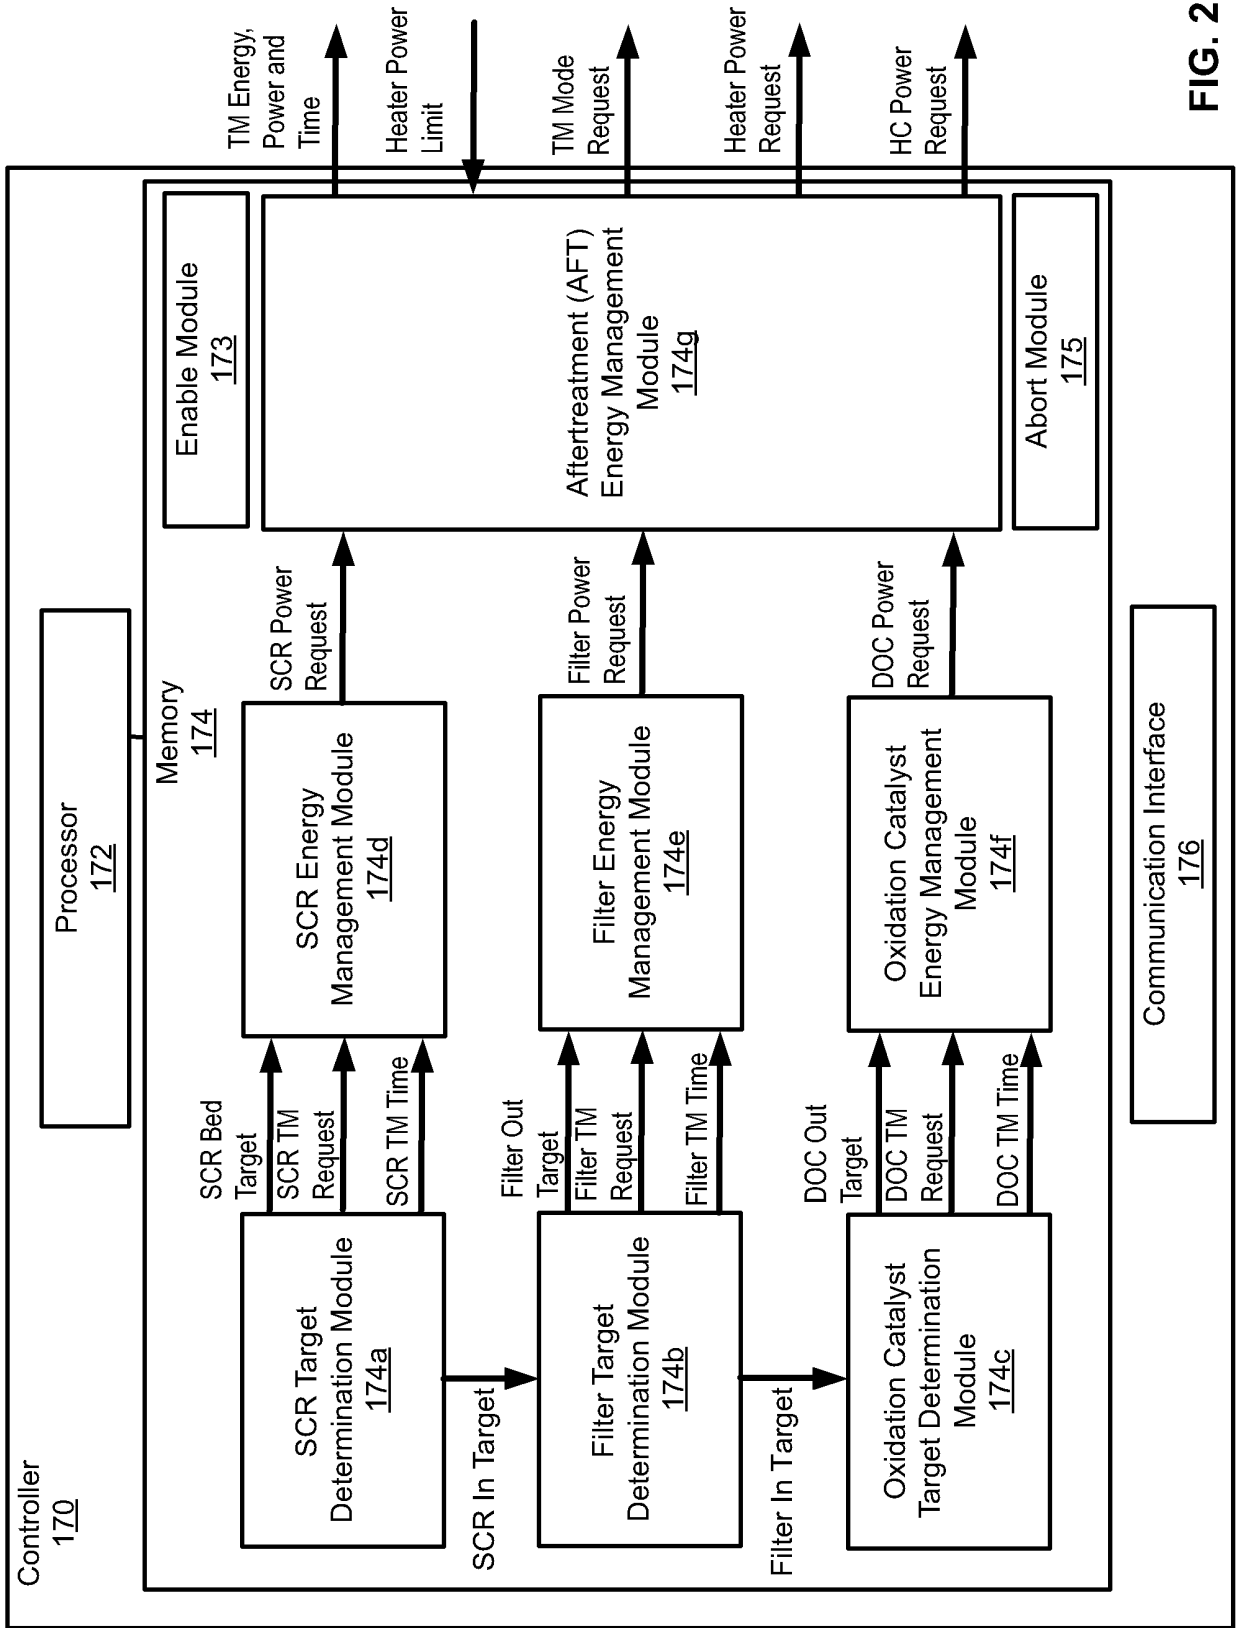 Controller
170
Processor
172
Memory
174
Enable Module
173
SCR Target
Determination Module
174a
SCR Bed
Target
SCR TM
Request
SCR TM Time
SCR Energy
Management Module
174d
SCR Power
Request
SCR In Target
Filter Target
Determination Module
174b
Filter Out
Target
Filter TM
Request
Filter TM Time
Filter Energy
Management Module
174e
Filter Power
Request
Filter In Target
Oxidation Catalyst
Target Determination
Module
174c
DOC Out
Target
DOC TM
Request
DOC TM Time
Oxidation Catalyst
Energy Management
Module
174f
DOC Power
Request
Aftertreatment (AFT)
Energy Management
Module
174g
Abort Module
175
TM Energy,
Power and
Time
Heater Power
Limit
TM Mode
Request
Heater Power
Request
HC Power
Request
Communication Interface
176
FIG. 2